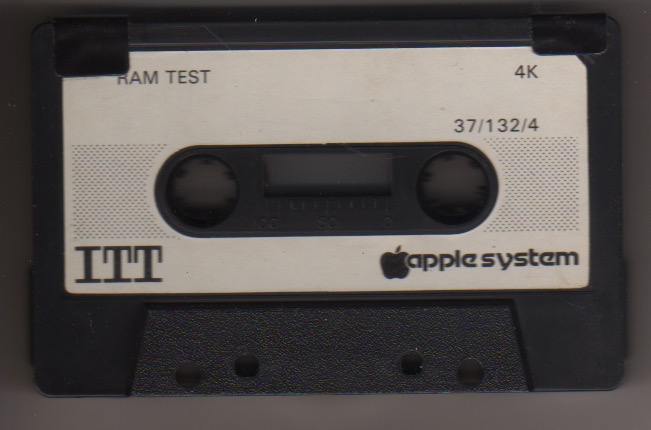 RAM TEST 4K
37/132/4
ITT apple system